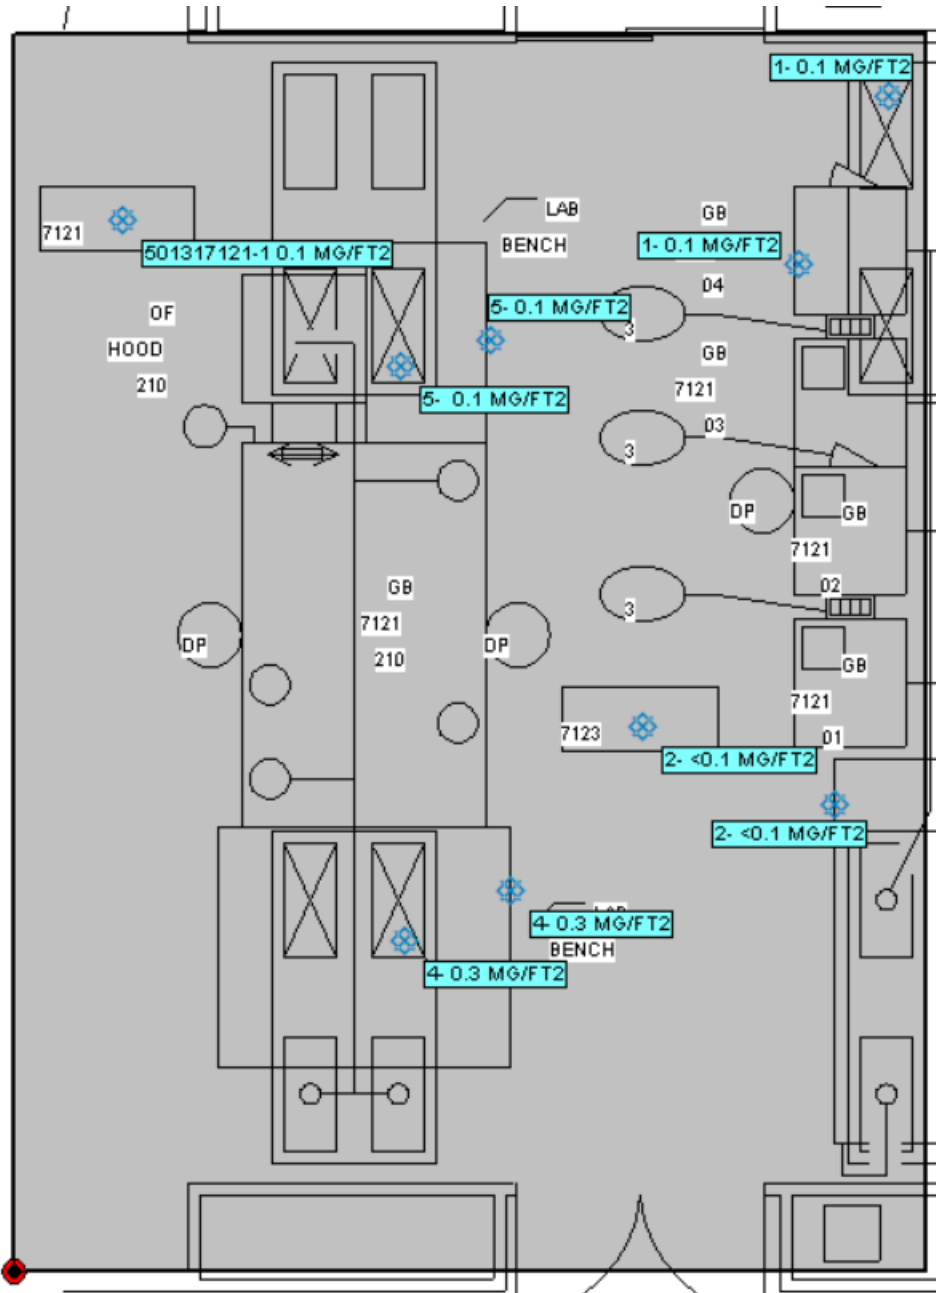 1- 0.1 MG/FT2
LAB
BENCH
GB
7121
501317121-1 0.1 MG/FT2
1- 0.1 MG/FT2
04
5- 0.1 MG/FT2
OF
HOOD
210
3
GB
7121
03
5- 0.1 MG/FT2
3
DP
GB
7121
02
GB
7121
210
3
DP
DP
GB
7121
01
7123
2- <0.1 MG/FT2
2- <0.1 MG/FT2
LAB
4- 0.3 MG/FT2
BENCH
4- 0.3 MG/FT2